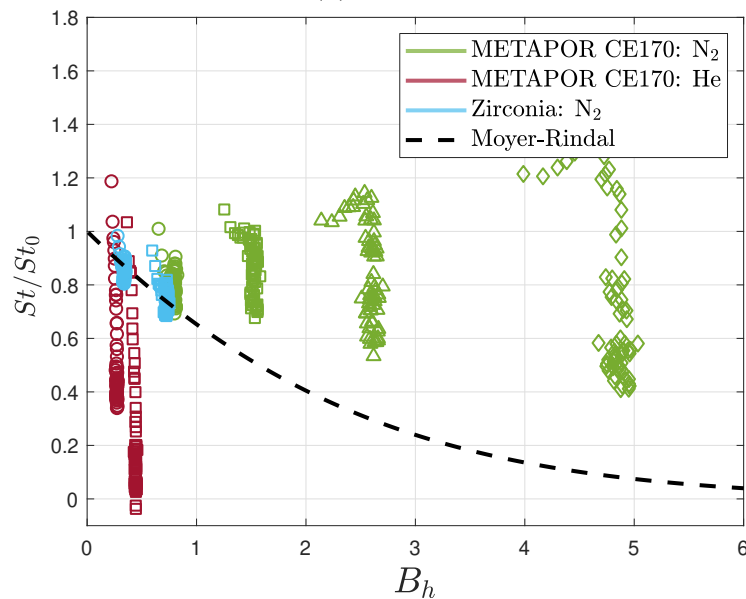 1.8
1.6
1.4
1.2
1
0.8
0.6
0.4
0.2
0
St/St₀
METAPOR CE170: N₂
METAPOR CE170: He
Zirconia: N₂
Moyer-Rindal
0 1 2 3 4 5 6
Bₕ